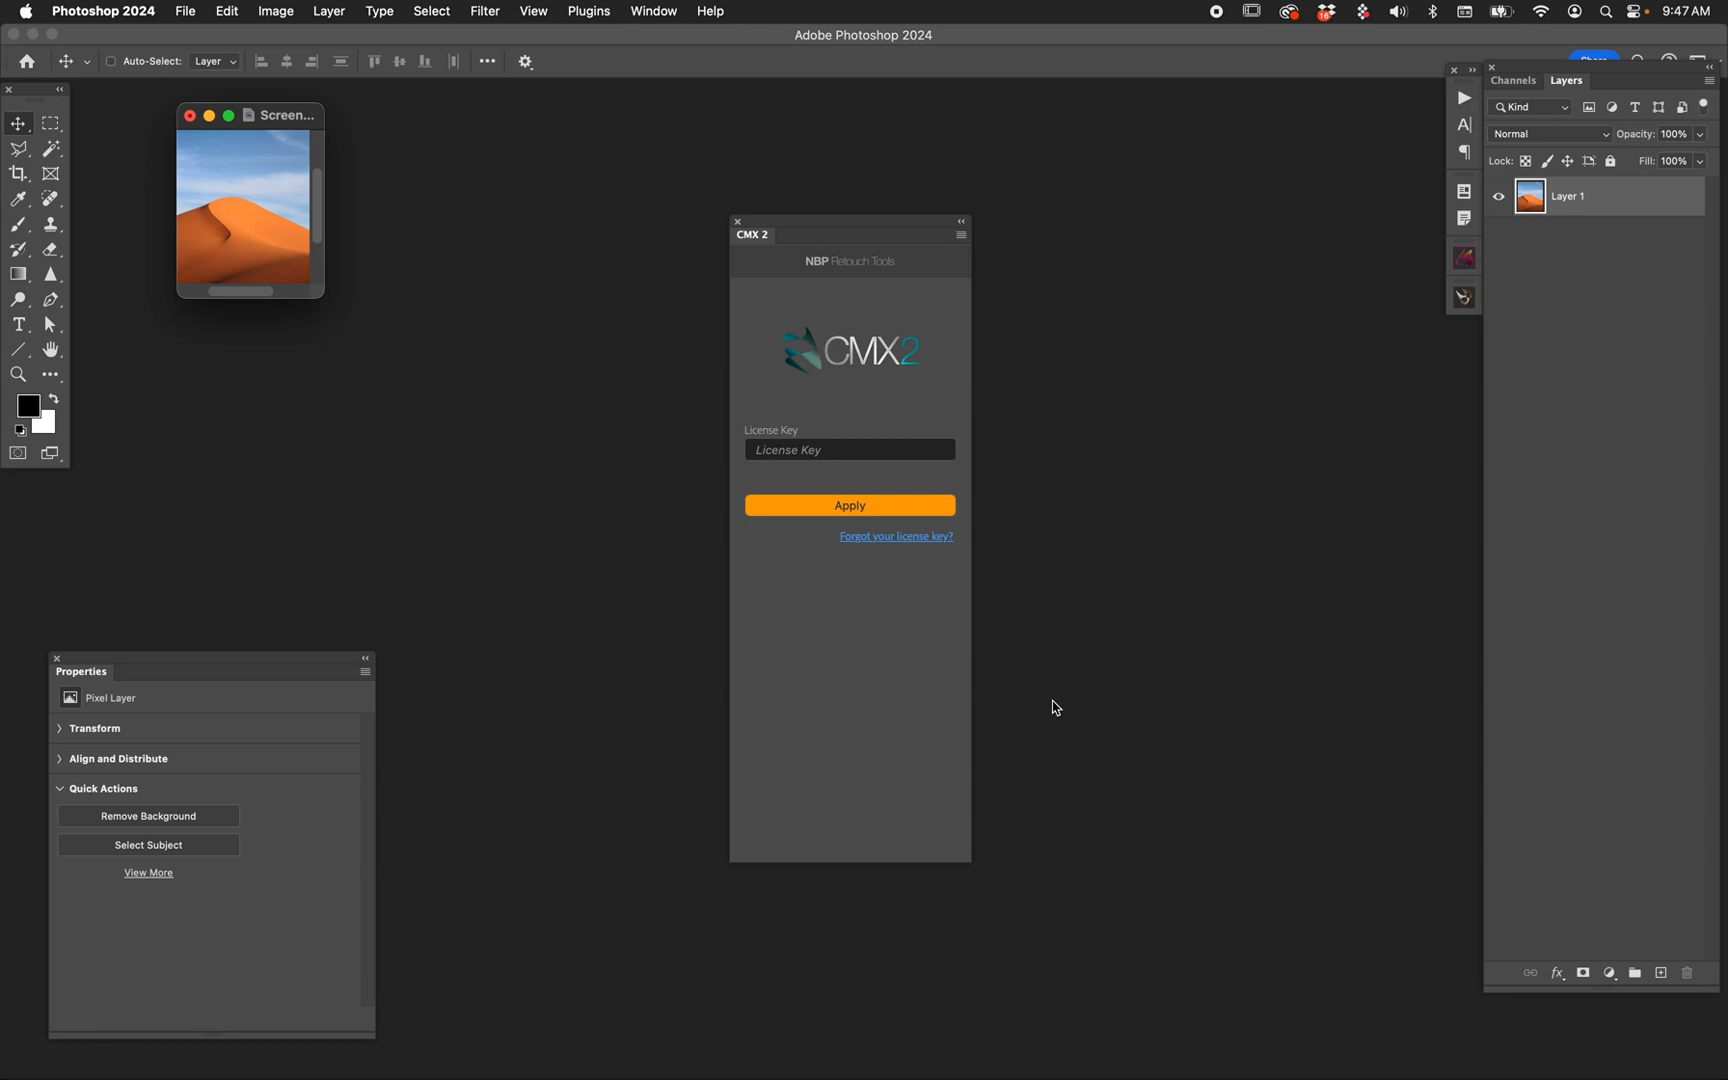 Photoshop 2024 File Edit Image Layer Type Select Filter View Plugins Window Help
16
9:47 AM
Adobe Photoshop 2024
Auto-Select: Layer
Share
Screen...
Channels Layers
Kind
Normal Opacity: 100%
Lock: Fill: 100%
Layer 1
CMX 2
NBP Retouch Tools
CMX2
License Key
License Key
Apply
Forgot your license key?
Properties
Pixel Layer
Transform
Align and Distribute
Quick Actions
Remove Background
Select Subject
View More